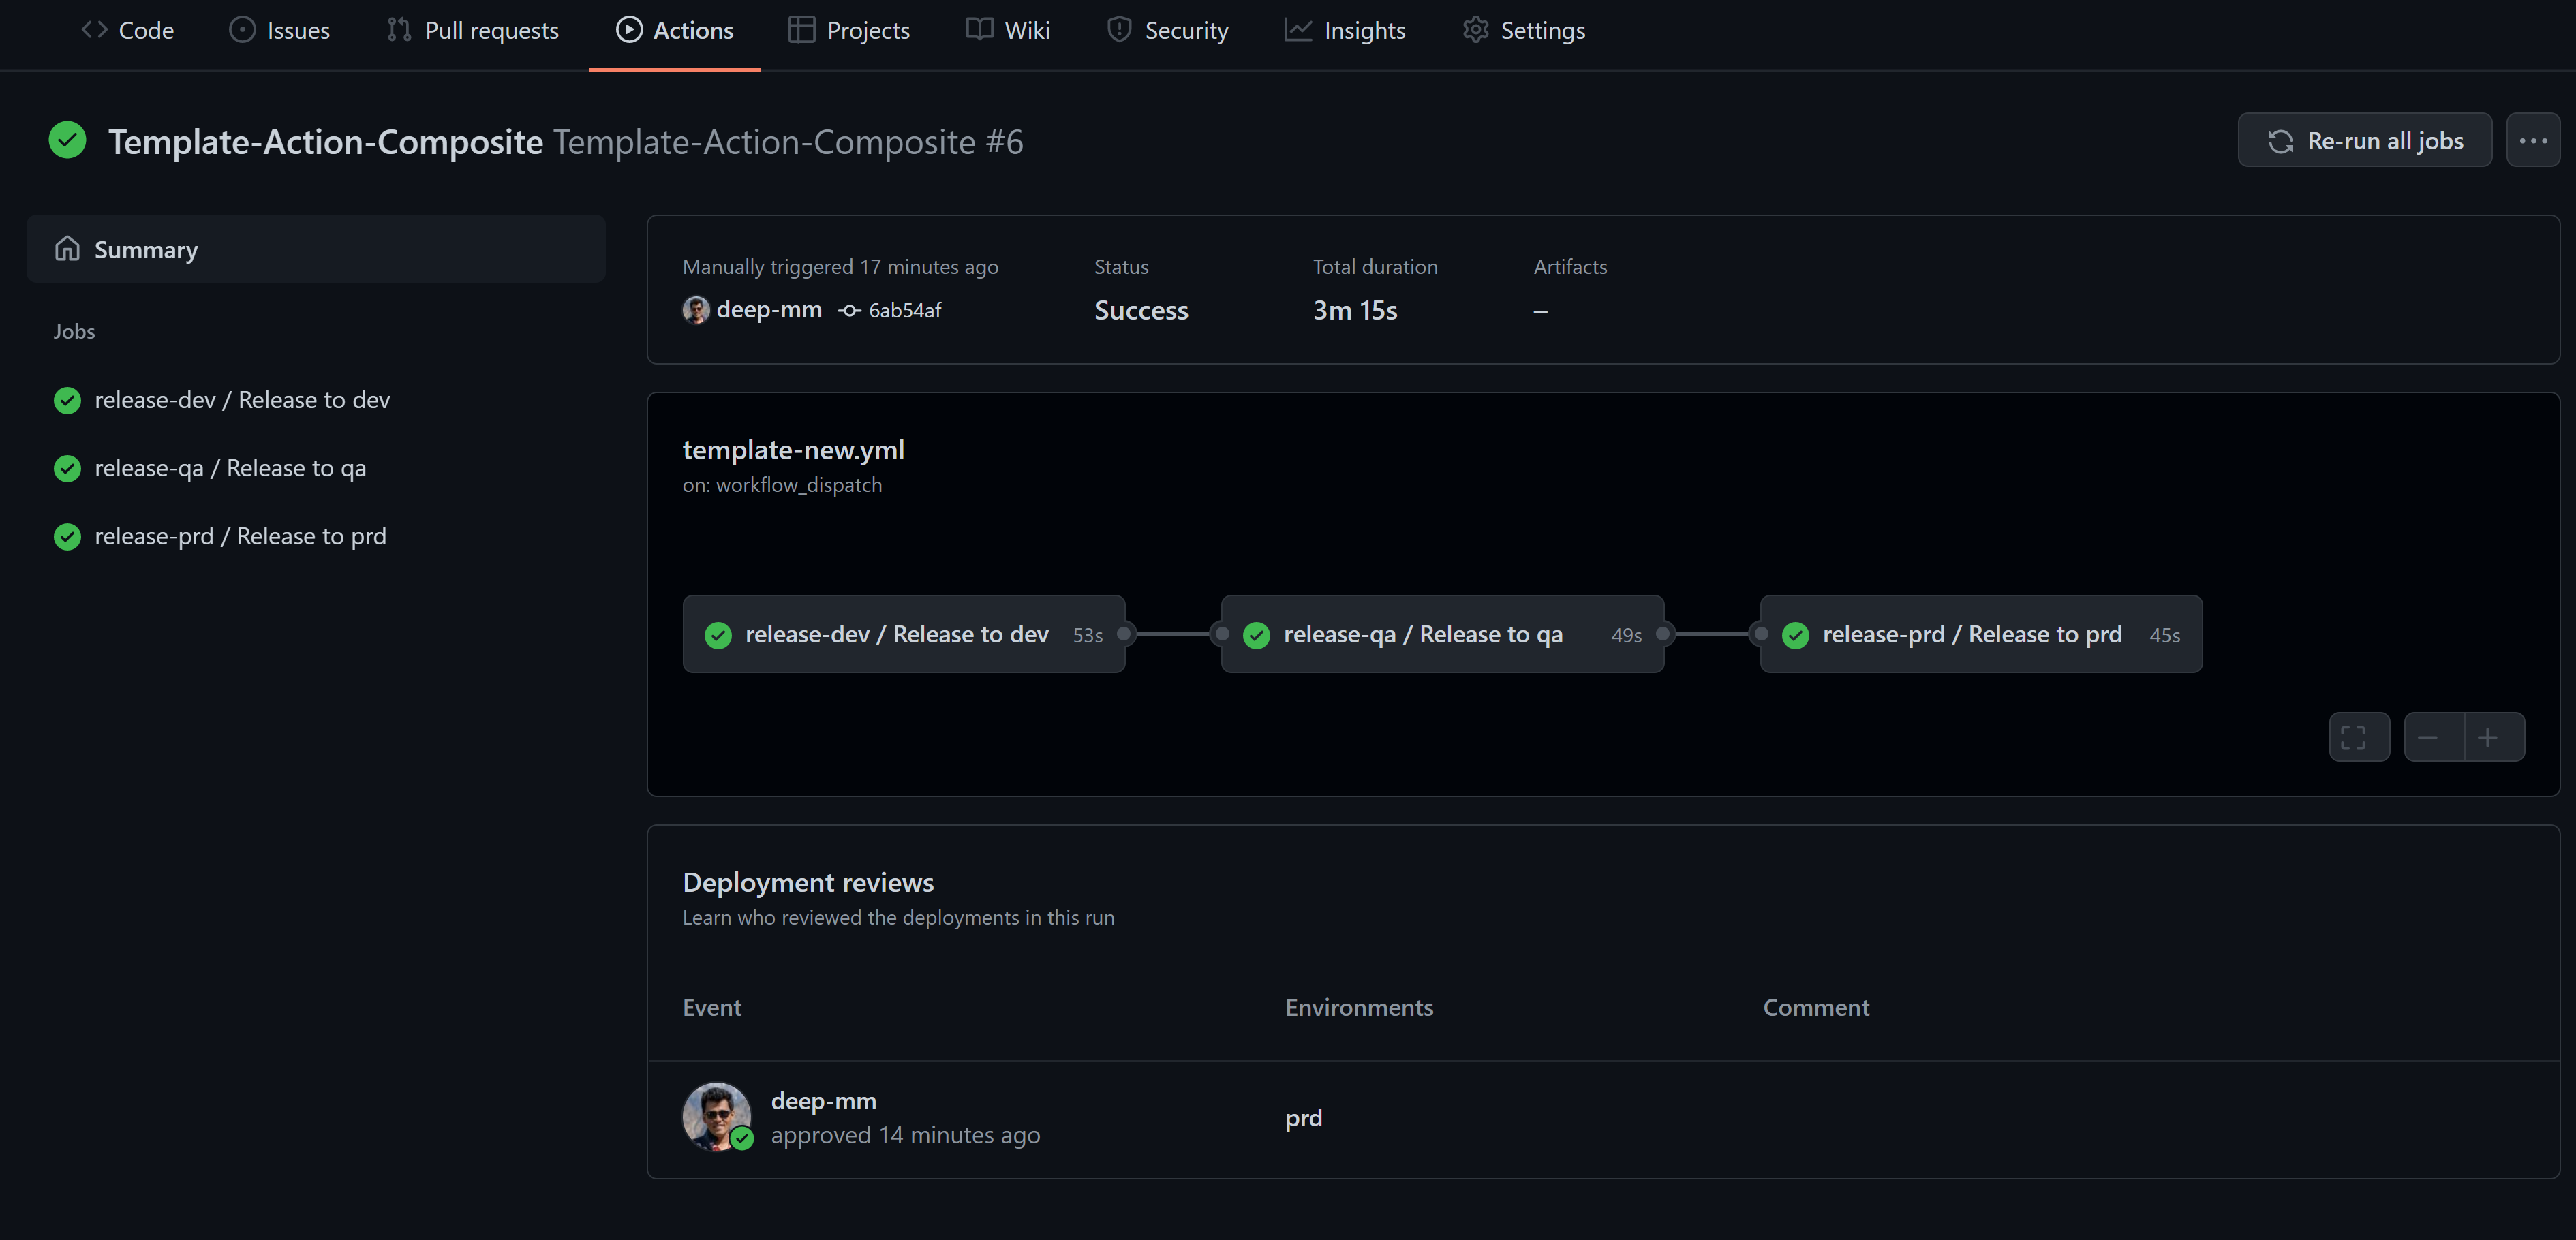 Code Issues Pull requests Actions Projects Wiki Security Insights Settings
Template-Action-Composite Template-Action-Composite #6
Re-run all jobs
Summary
Jobs
release-dev / Release to dev
release-qa / Release to qa
release-prd / Release to prd
Manually triggered 17 minutes ago Status Total duration Artifacts
deep-mm 6ab54af Success 3m 15s –
template-new.yml
on: workflow_dispatch
release-dev / Release to dev 53s release-qa / Release to qa 49s release-prd / Release to prd 45s
Deployment reviews
Learn who reviewed the deployments in this run
Event Environments Comment
deep-mm
approved 14 minutes ago
prd